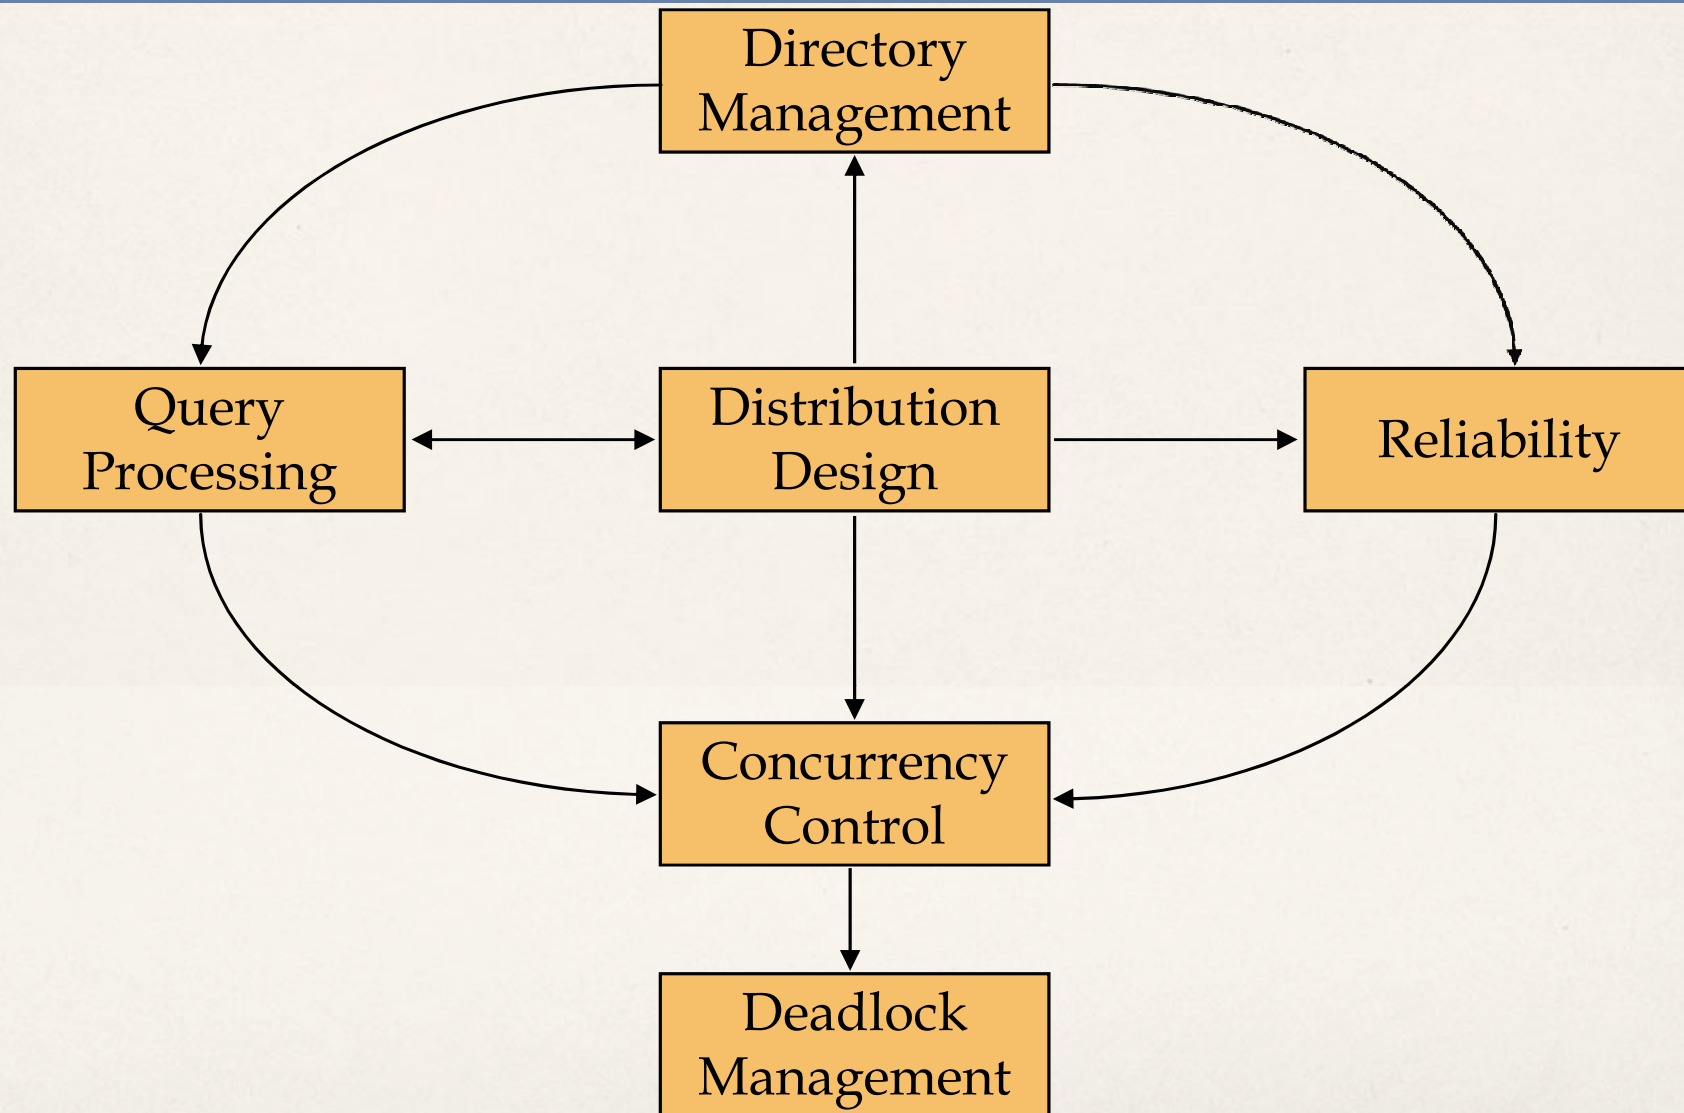 Directory
Management
Query
Processing
Distribution
Design
Reliability
Concurrency
Control
Deadlock
Management